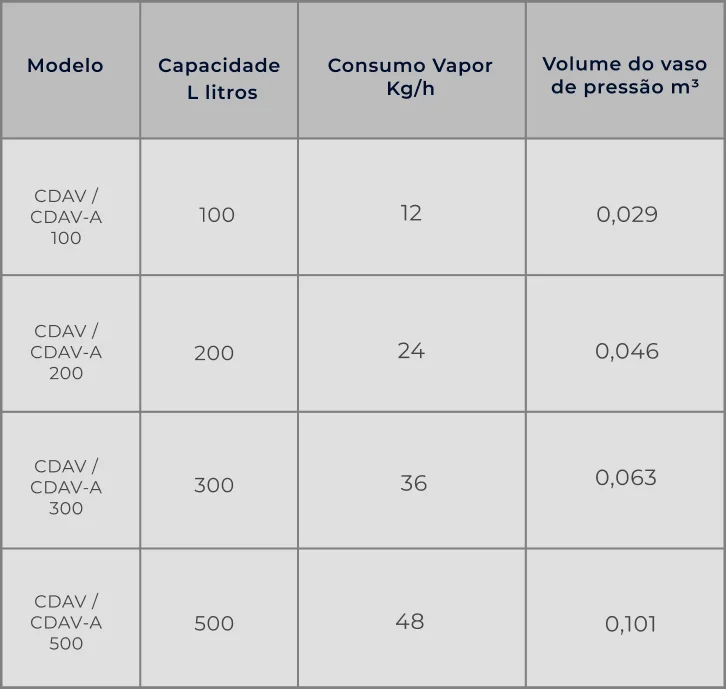 Modelo
Capacidade
L litros
Consumo Vapor
Kg/h
Volume do vaso
de pressão m³
CDAV /
CDAV-A
100
100
12
0,029
CDAV /
CDAV-A
200
200
24
0,046
CDAV /
CDAV-A
300
300
36
0,063
CDAV /
CDAV-A
500
500
48
0,101